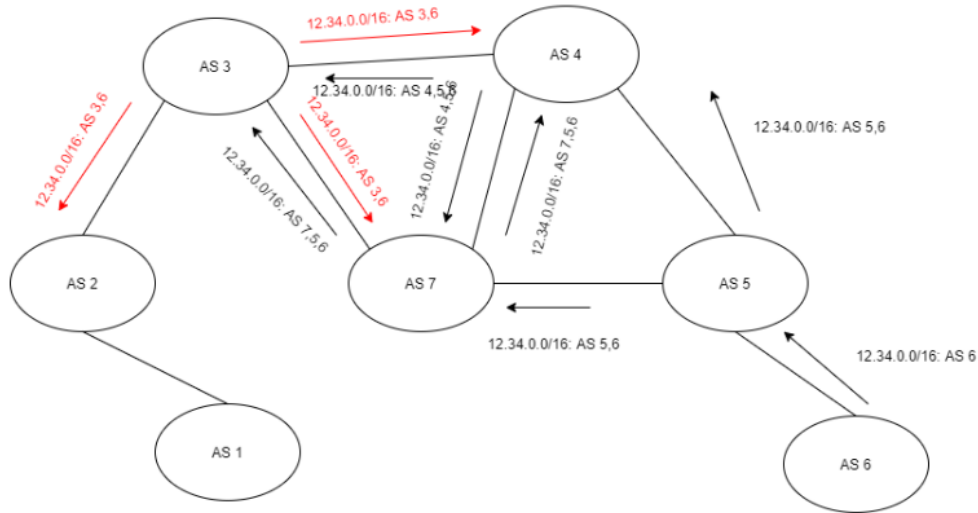 12.34.0.0/16: AS 3,6
AS 3
AS 4
12.34.0.0/16: AS 4,5,6
12.34.0.0/16: AS 3,6
12.34.0.0/16: AS 3,6
12.34.0.0/16: AS 4,5,6
12.34.0.0/16: AS 7,5,6
12.34.0.0/16: AS 7,5,6
12.34.0.0/16: AS 5,6
AS 2
AS 7
AS 5
12.34.0.0/16: AS 5,6
12.34.0.0/16: AS 6
AS 1
AS 6